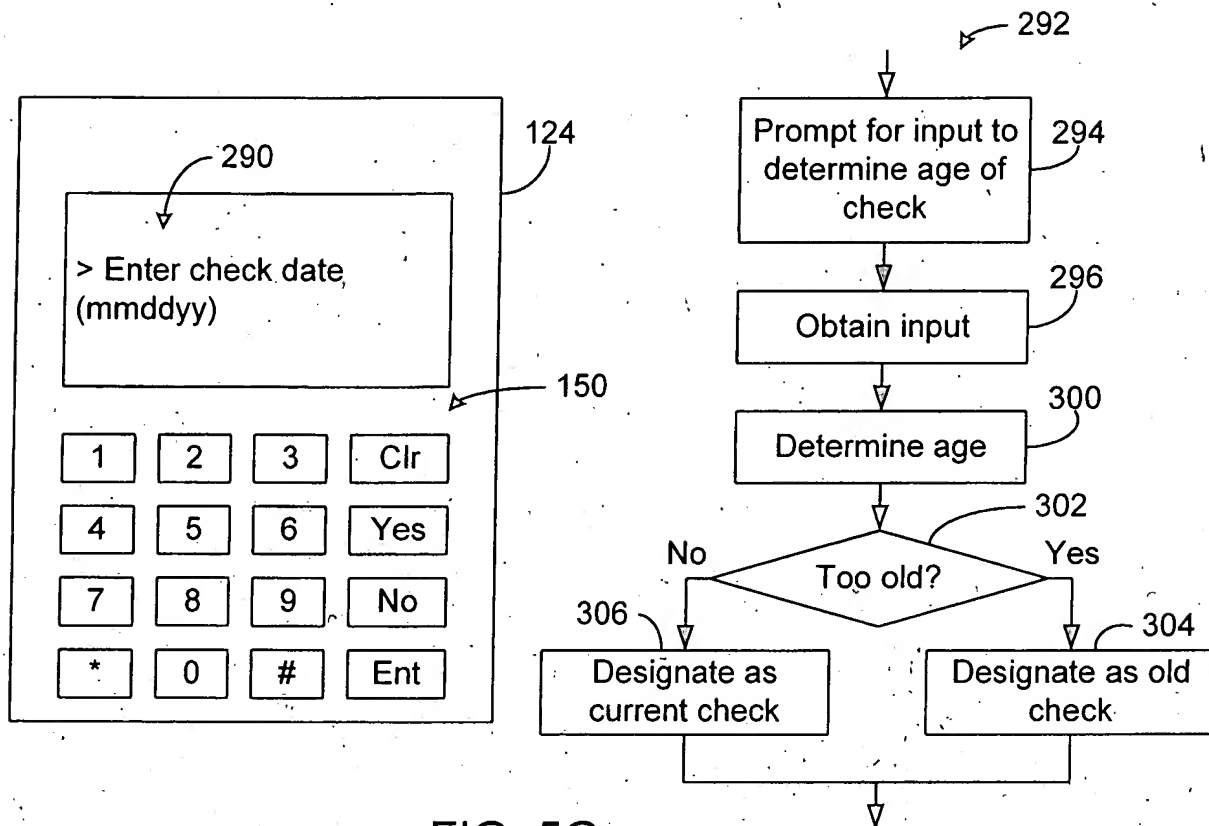 292
124
290
> Enter check date
(mmddyy)
150
1 2 3 Clr
4 5 6 Yes
7 8 9 No
* 0 # Ent
Prompt for input to
determine age of
check
294
Obtain input
296
Determine age
300
302
No
Too old?
Yes
306
Designate as
current check
304
Designate as old
check